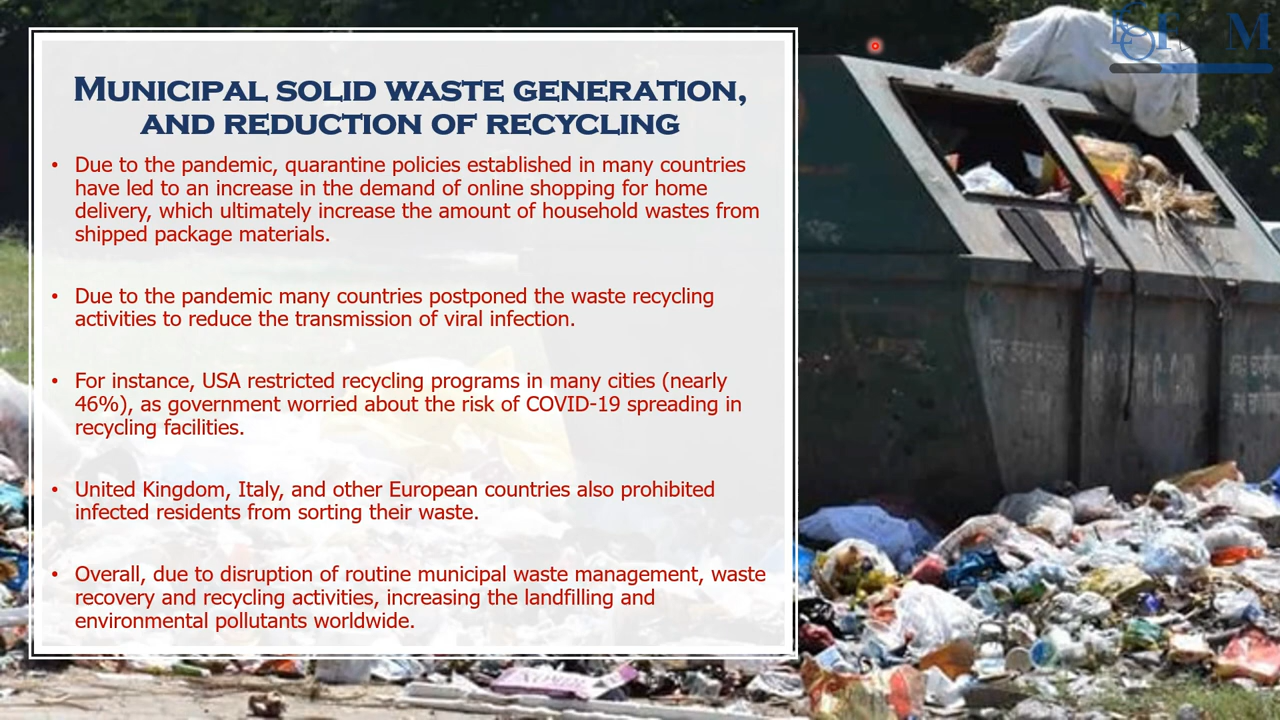 MUNICIPAL SOLID WASTE GENERATION,
AND REDUCTION OF RECYCLING
• Due to the pandemic, quarantine policies established in many countries
have led to an increase in the demand of online shopping for home
delivery, which ultimately increase the amount of household wastes from
shipped package materials.
• Due to the pandemic many countries postponed the waste recycling
activities to reduce the transmission of viral infection.
• For instance, USA restricted recycling programs in many cities (nearly
46%), as government worried about the risk of COVID-19 spreading in
recycling facilities.
• United Kingdom, Italy, and other European countries also prohibited
infected residents from sorting their waste.
• Overall, due to disruption of routine municipal waste management, waste
recovery and recycling activities, increasing the landfilling and
environmental pollutants worldwide.